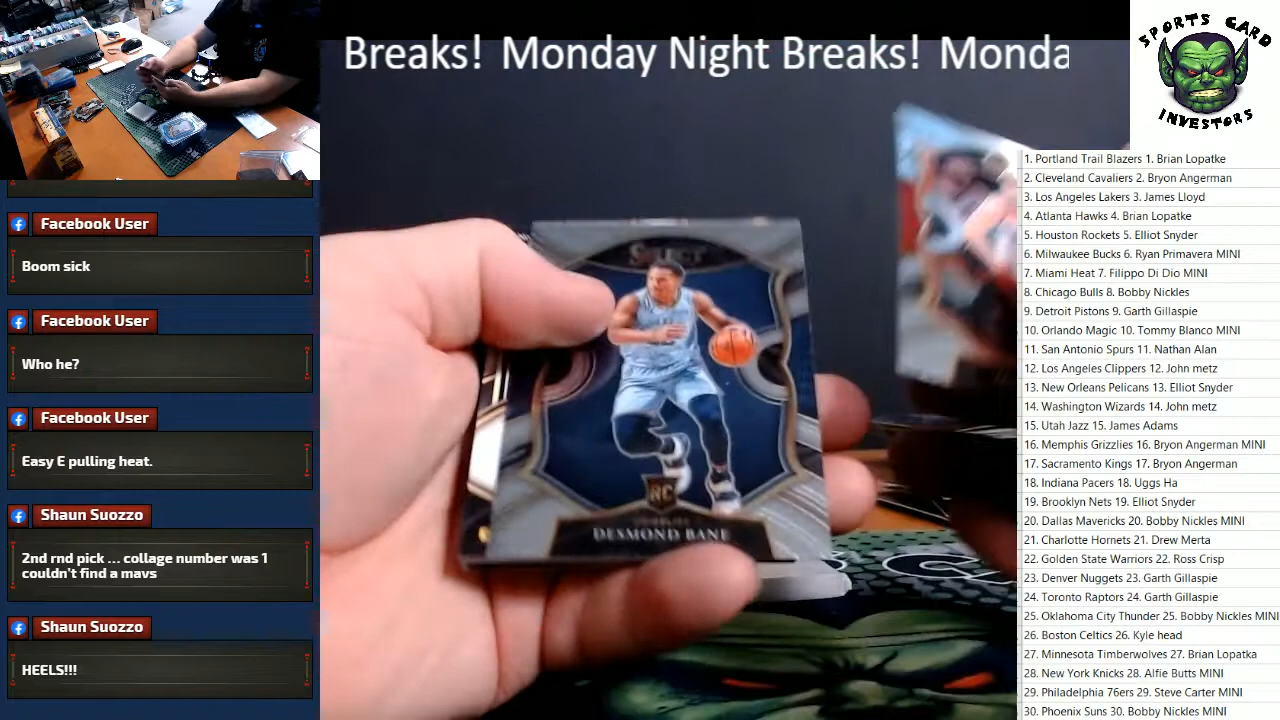 Breaks! Monday Night Breaks! Monda
SPORTS CARD
INVESTORS
Facebook User
Boom sick
Facebook User
Who he?
Facebook User
Easy E pulling heat.
Shaun Suozzo
2nd rnd pick ... collage number was 1
couldn't find a mavs
Shaun Suozzo
HEELS!!!
SELECT
RC
DESMOND BANE
1. Portland Trail Blazers 1. Brian Lopatke
2. Cleveland Cavaliers 2. Bryon Angerman
3. Los Angeles Lakers 3. James Lloyd
4. Atlanta Hawks 4. Brian Lopatke
5. Houston Rockets 5. Elliot Snyder
6. Milwaukee Bucks 6. Ryan Primavera MINI
7. Miami Heat 7. Filippo Di Dio MINI
8. Chicago Bulls 8. Bobby Nickles
9. Detroit Pistons 9. Garth Gillaspie
10. Orlando Magic 10. Tommy Blanco MINI
11. San Antonio Spurs 11. Nathan Alan
12. Los Angeles Clippers 12. John metz
13. New Orleans Pelicans 13. Elliot Snyder
14. Washington Wizards 14. John metz
15. Utah Jazz 15. James Adams
16. Memphis Grizzlies 16. Bryon Angerman MINI
17. Sacramento Kings 17. Bryon Angerman
18. Indiana Pacers 18. Uggs Ha
19. Brooklyn Nets 19. Elliot Snyder
20. Dallas Mavericks 20. Bobby Nickles MINI
21. Charlotte Hornets 21. Drew Merta
22. Golden State Warriors 22. Ross Crisp
23. Denver Nuggets 23. Garth Gillaspie
24. Toronto Raptors 24. Garth Gillaspie
25. Oklahoma City Thunder 25. Bobby Nickles MINI
26. Boston Celtics 26. Kyle head
27. Minnesota Timberwolves 27. Brian Lopatka
28. New York Knicks 28. Alfie Butts MINI
29. Philadelphia 76ers 29. Steve Carter MINI
30. Phoenix Suns 30. Bobby Nickles MINI